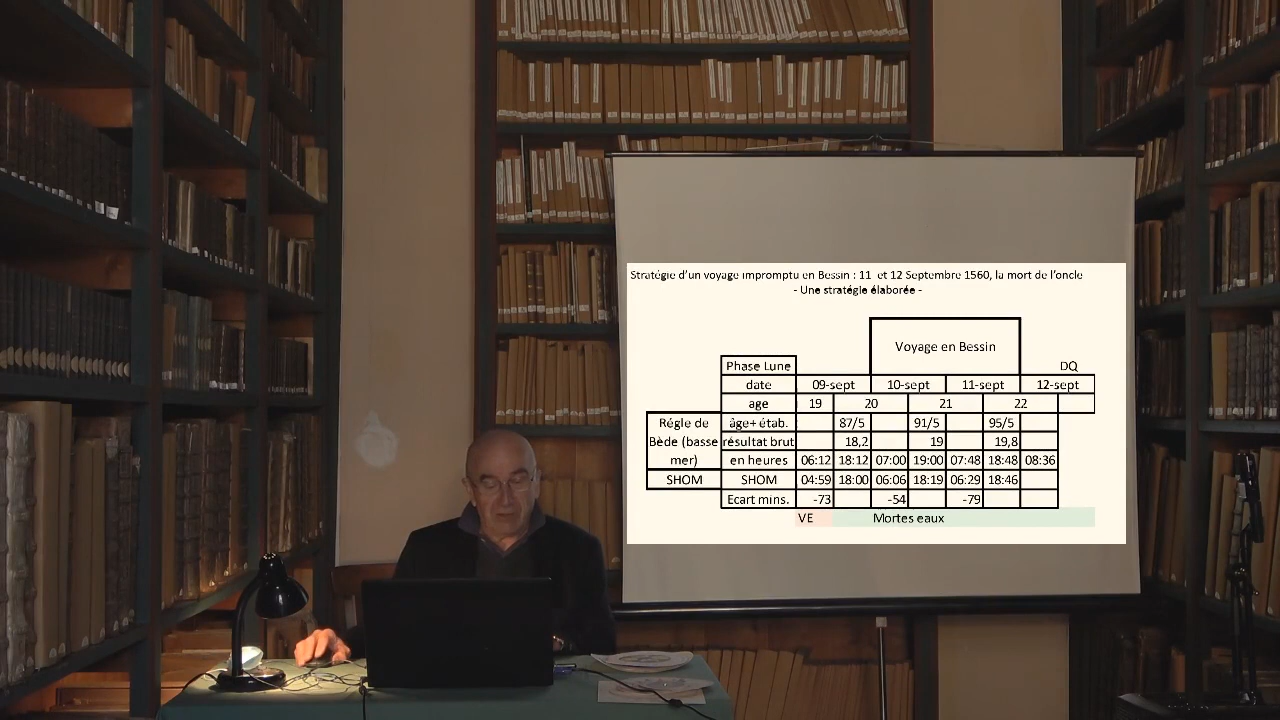 Stratégie d'un voyage impromptu en Bessin : 11 et 12 Septembre 1560, la mort de l'oncle
- Une stratégie élaborée -
Voyage en Bessin
Phase Lune DQ
date 09-sept 10-sept 11-sept 12-sept
age 19 20 21 22
Régle de âge+ étab. 87/5 91/5 95/5
Bède (basse résultat brut 18,2 19 19,8
mer) en heures 06:12 18:12 07:00 19:00 07:48 18:48 08:36
SHOM SHOM 04:59 18:00 06:06 18:19 06:29 18:46
Ecart mins. -73 -54 -79
VE Mortes eaux